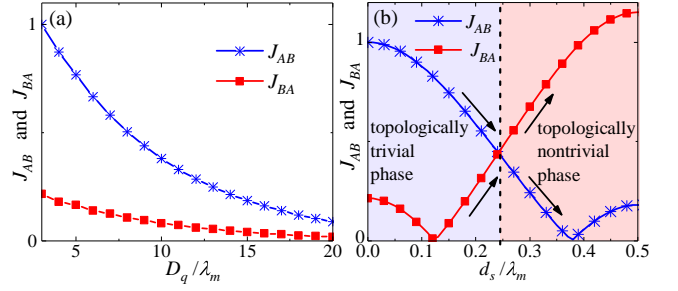 (a)
J_AB
J_BA
J_AB and J_BA
1
0
5
10
15
20
D_q/λ_m
(b)
J_AB
J_BA
J_AB and J_BA
1
0
topologically
trivial
phase
topologically
nontrivial
phase
0.0
0.2
0.3
0.4
0.5
d_s/λ_m